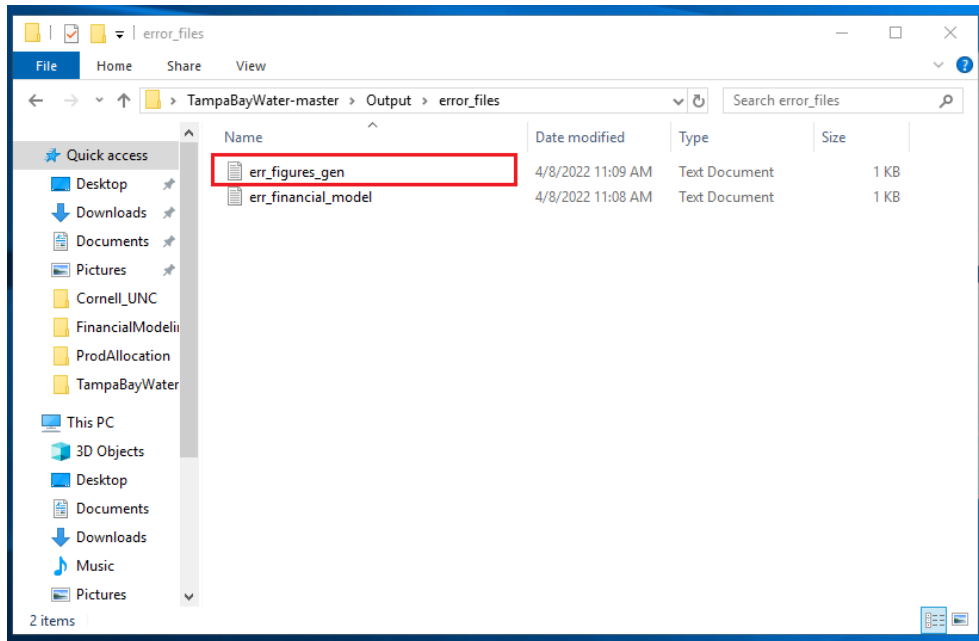 error_files
File Home Share View
TampaBayWater-master > Output > error_files Search error_files
Name Date modified Type Size
Quick access
err_figures_gen 4/8/2022 11:09 AM Text Document 1 KB
Desktop
err_financial_model 4/8/2022 11:08 AM Text Document 1 KB
Downloads
Documents
Pictures
Cornell_UNC
FinancialModelin
ProdAllocation
TampaBayWater
This PC
3D Objects
Desktop
Documents
Downloads
Music
Pictures
2 items